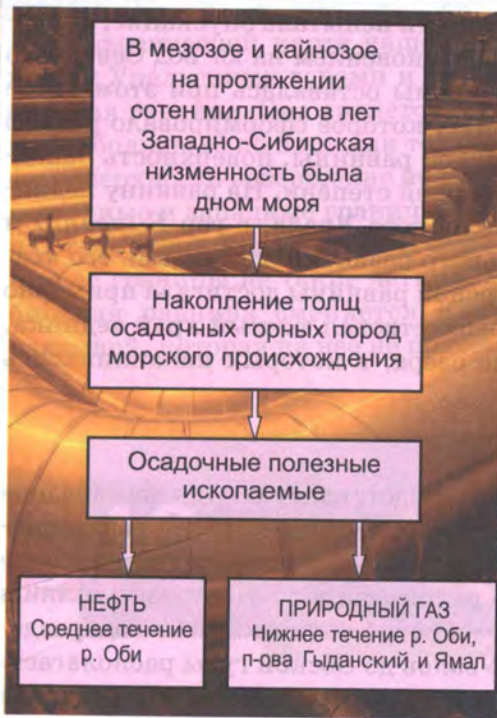 В мезозое и кайнозое
на протяжении
сотен миллионов лет
Западно-Сибирская
низменность была
дном моря
Накопление толщ
осадочных горных пород
морского происхождения
Осадочные полезные
ископаемые
НЕФТЬ
Среднее течение
р. Оби
ПРИРОДНЫЙ ГАЗ
Нижнее течение р. Оби,
п-ова Гыданский и Ямал